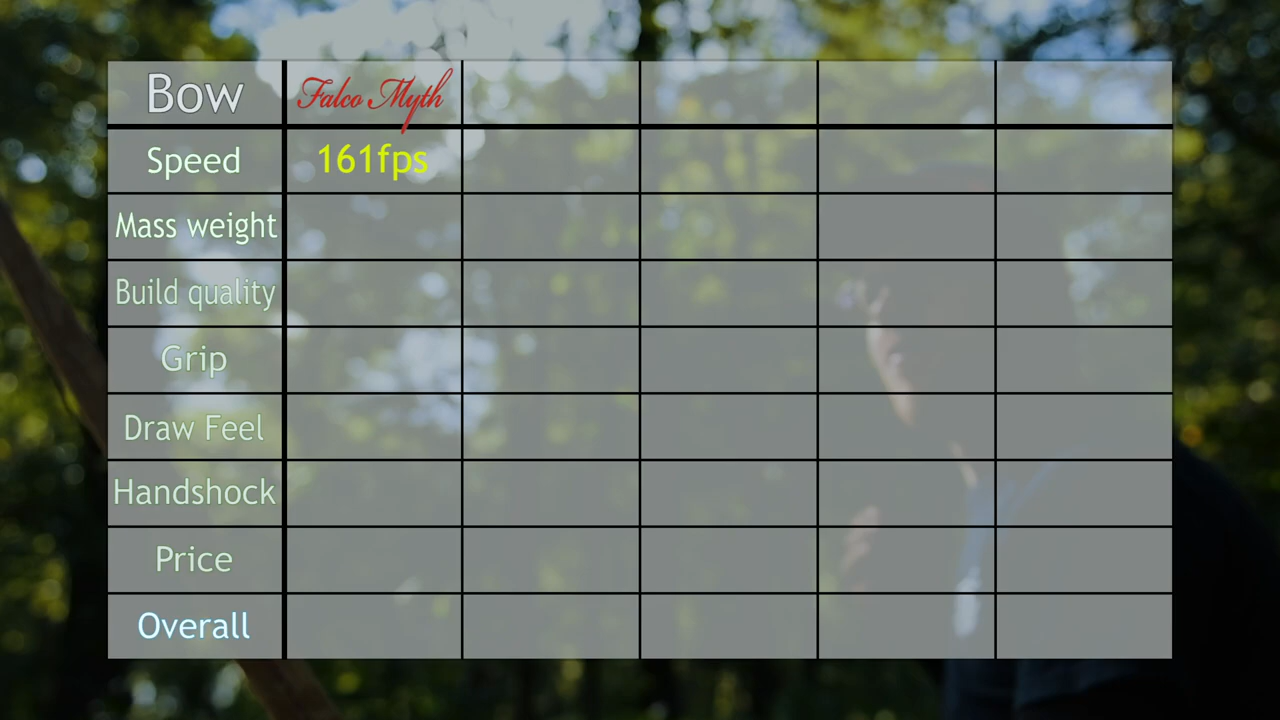 Bow Falco Myth
Speed 161fps
Mass weight
Build quality
Grip
Draw Feel
Handshock
Price
Overall